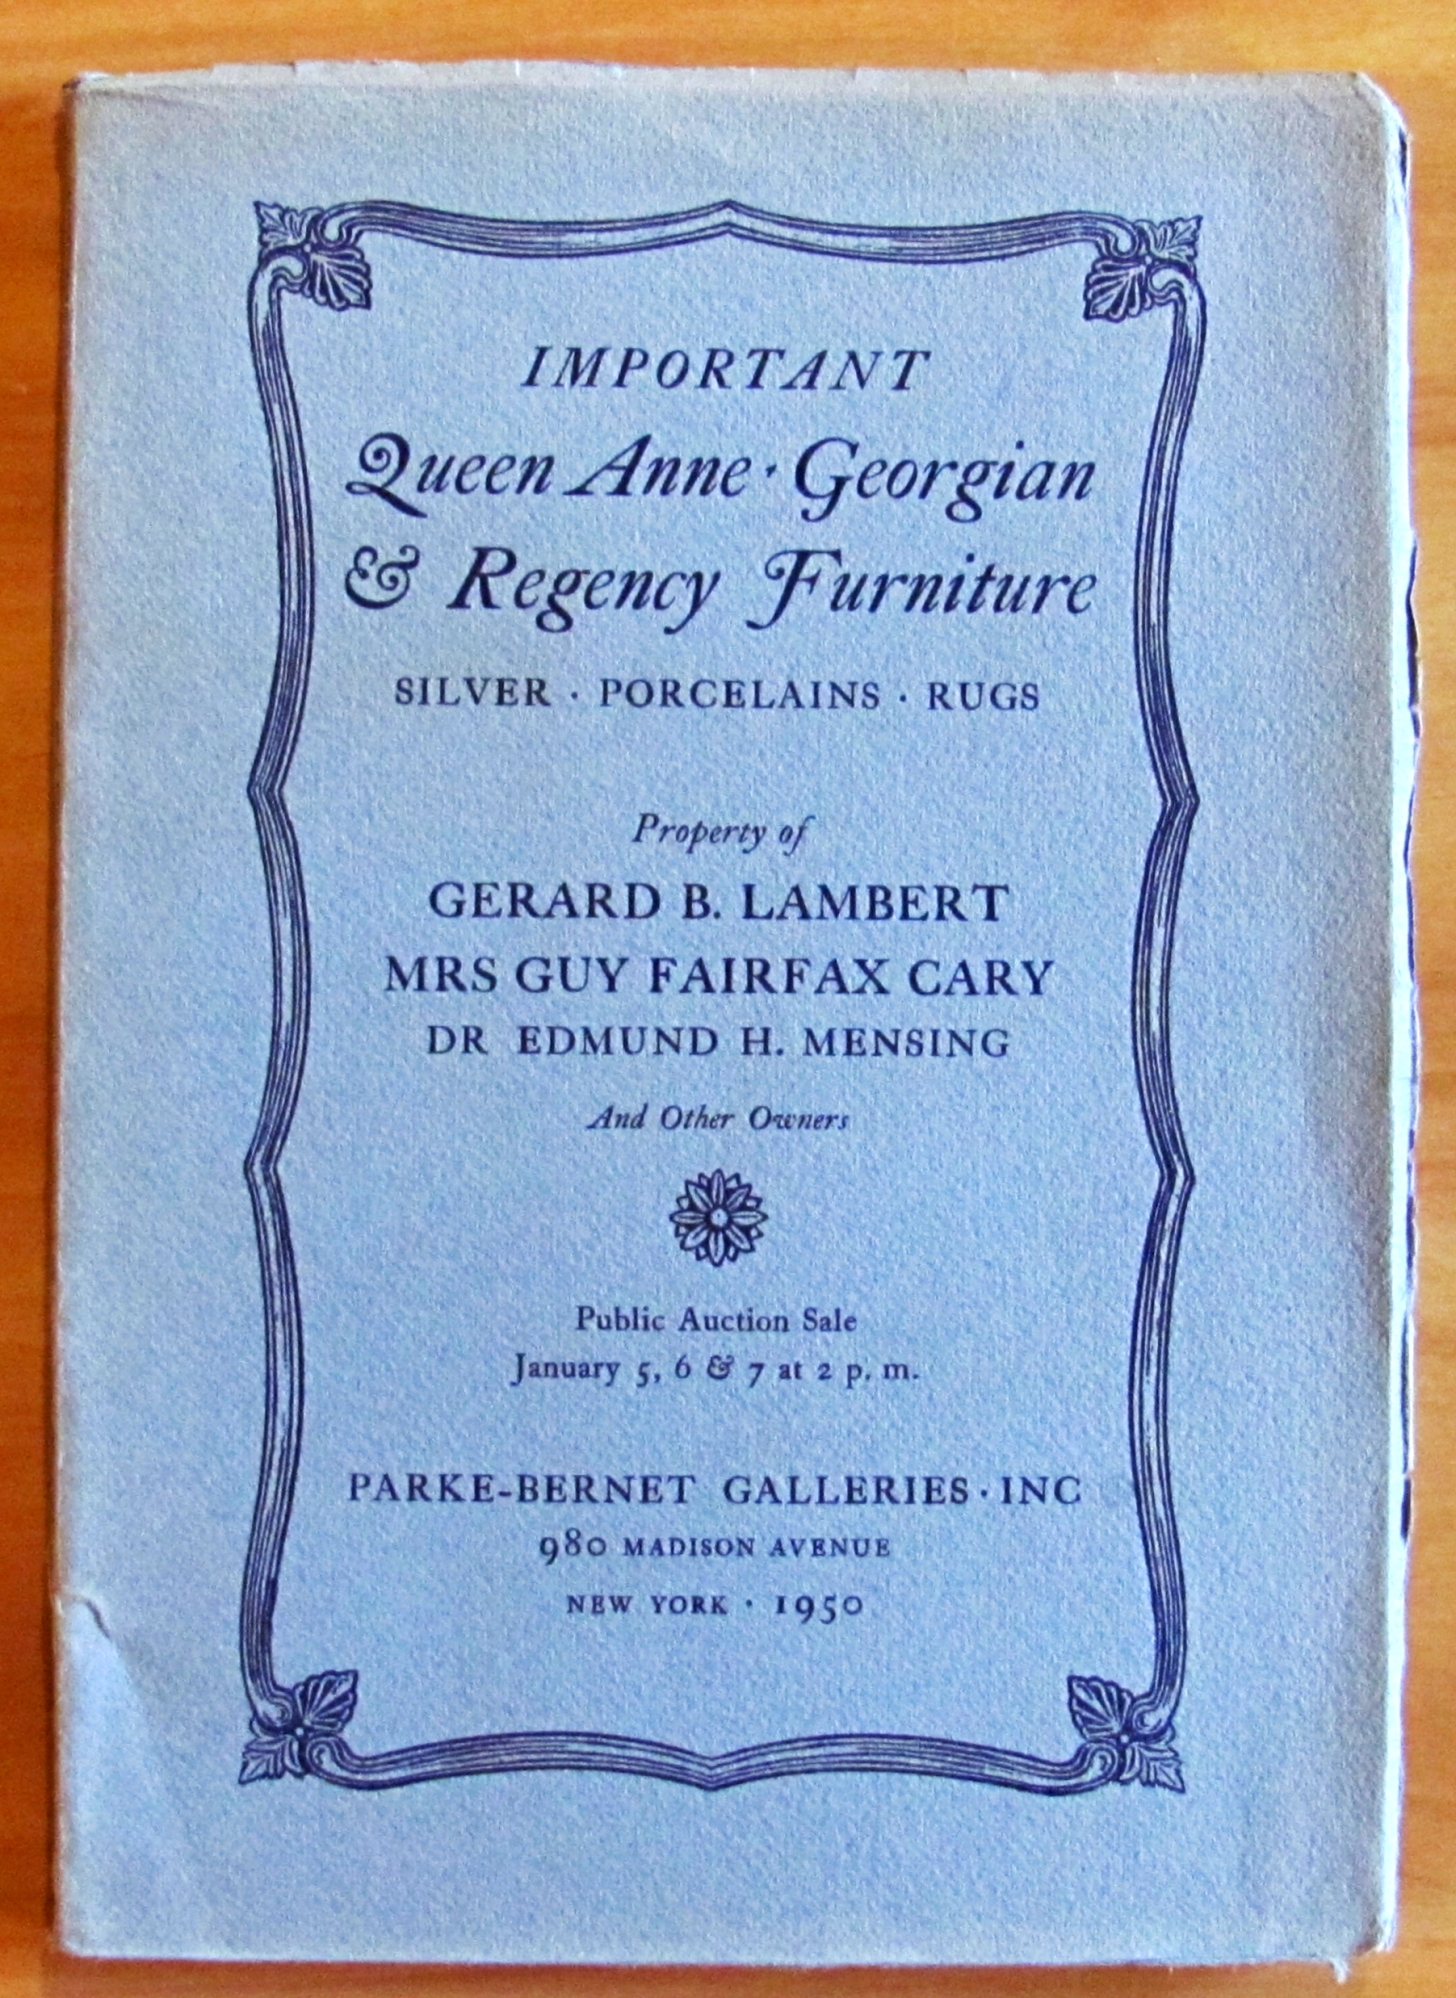 IMPORTANT
Queen Anne · Georgian
& Regency Furniture
SILVER · PORCELAINS · RUGS
Property of
GERARD B. LAMBERT
MRS GUY FAIRFAX CARY
DR EDMUND H. MENSING
And Other Owners
Public Auction Sale
January 5, 6 & 7 at 2 p. m.
PARKE-BERNET GALLERIES · INC
980 MADISON AVENUE
NEW YORK · 1950